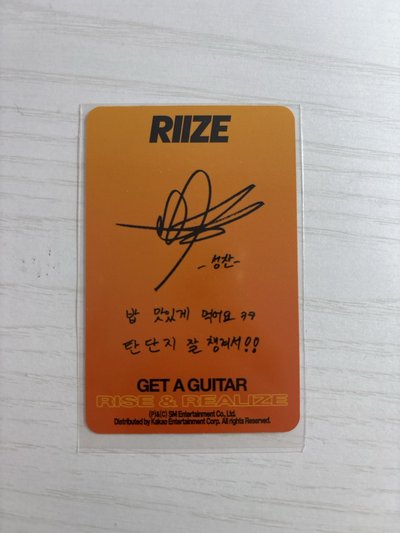 RIIZE
-성찬-
밥 맛있게 먹어요 ㅋㅋ
탄단지 잘 챙겨서!!
GET A GUITAR
RISE & REALIZE
(P)&(C) SM Entertainment Co., Ltd.
Distributed by Kakao Entertainment Corp. All rights Reserved.